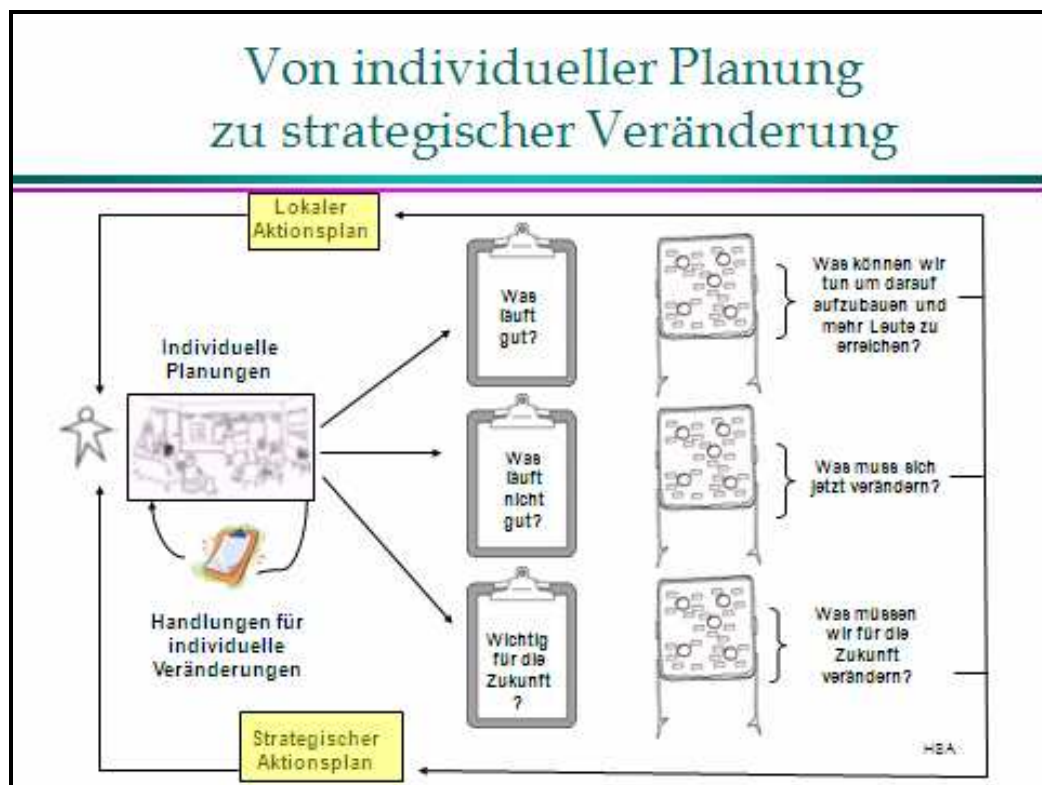 Von individueller Planung
zu strategischer Veränderung
Lokaler
Aktionsplan
Individuelle
Planungen
Handlungen für
individuelle
Veränderungen
Strategischer
Aktionsplan
Was
läuft
gut?
Was
läuft
nicht
gut?
Wichtig
für die
Zukunft
?
Was können wir
tun um darauf
aufzubauen und
mehr Leute zu
erreichen?
Was muss sich
jetzt verändern?
Was müssen
wir für die
Zukunft
verändern?
HSA